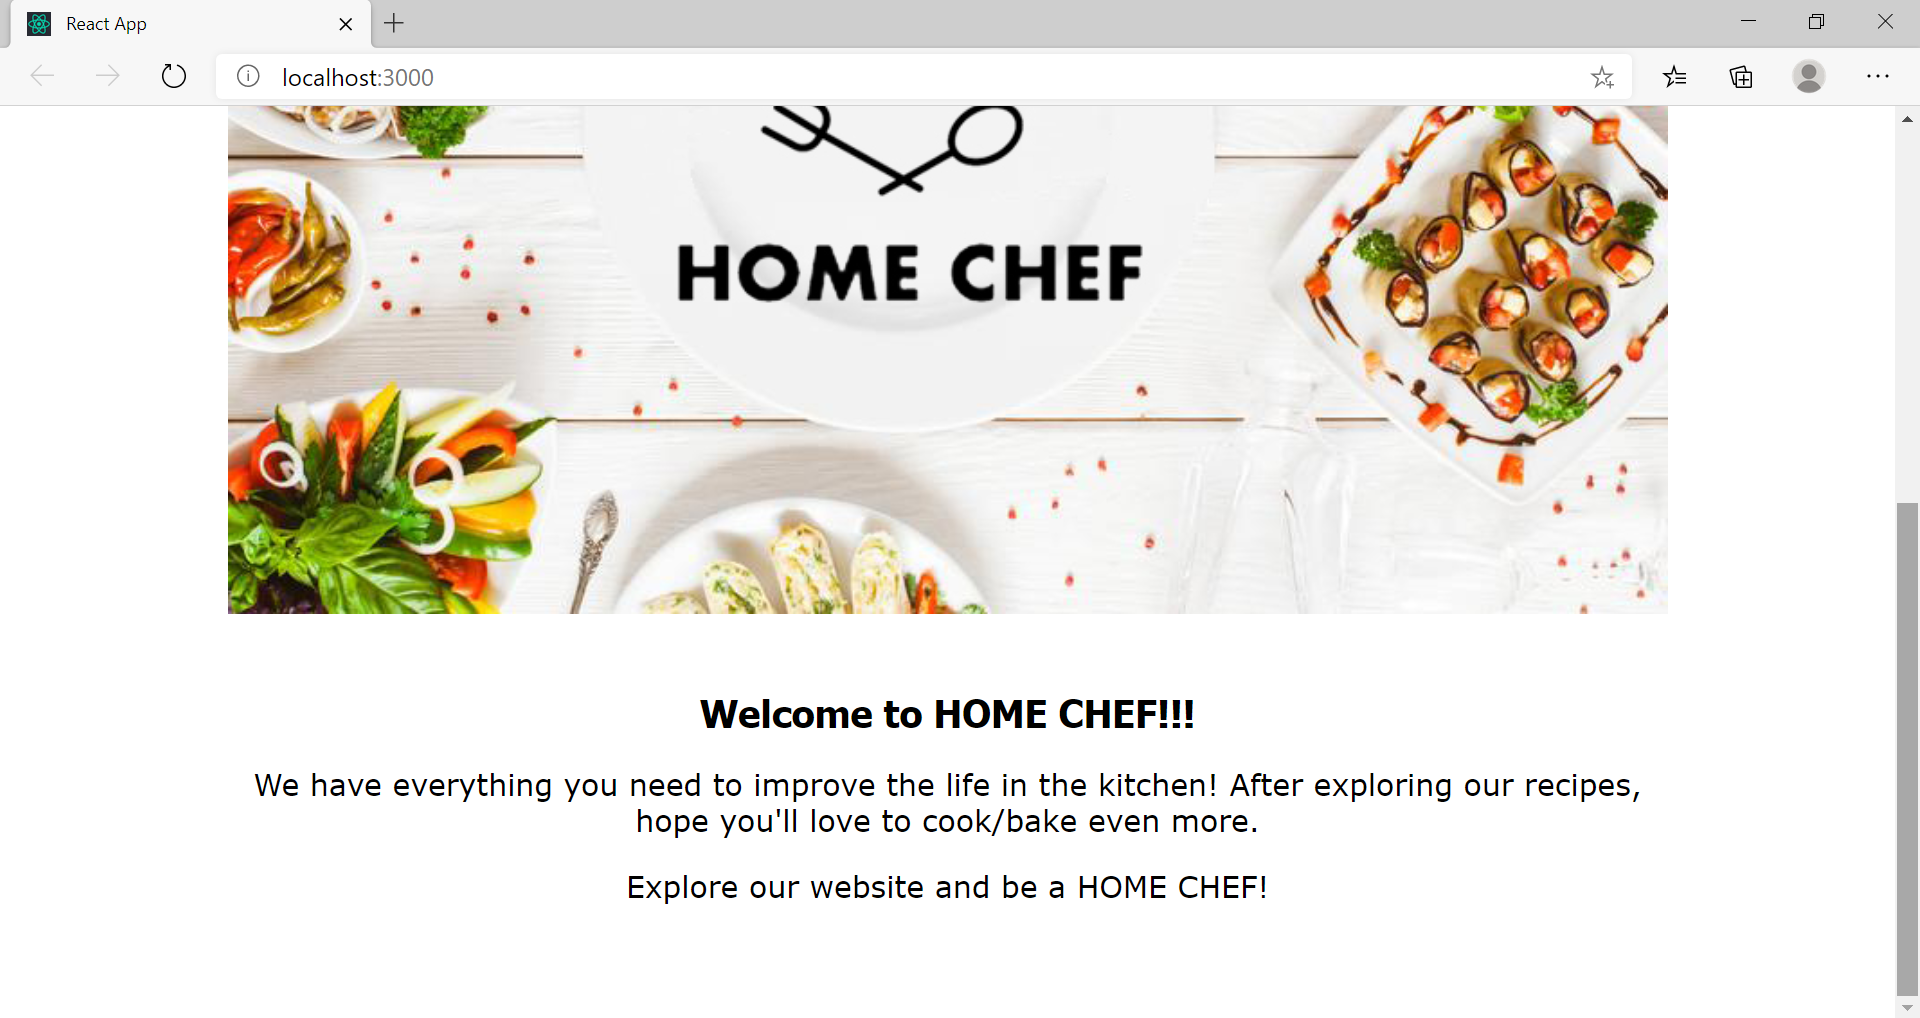 React App
localhost:3000
HOME CHEF
Welcome to HOME CHEF!!!
We have everything you need to improve the life in the kitchen! After exploring our recipes,
hope you'll love to cook/bake even more.
Explore our website and be a HOME CHEF!